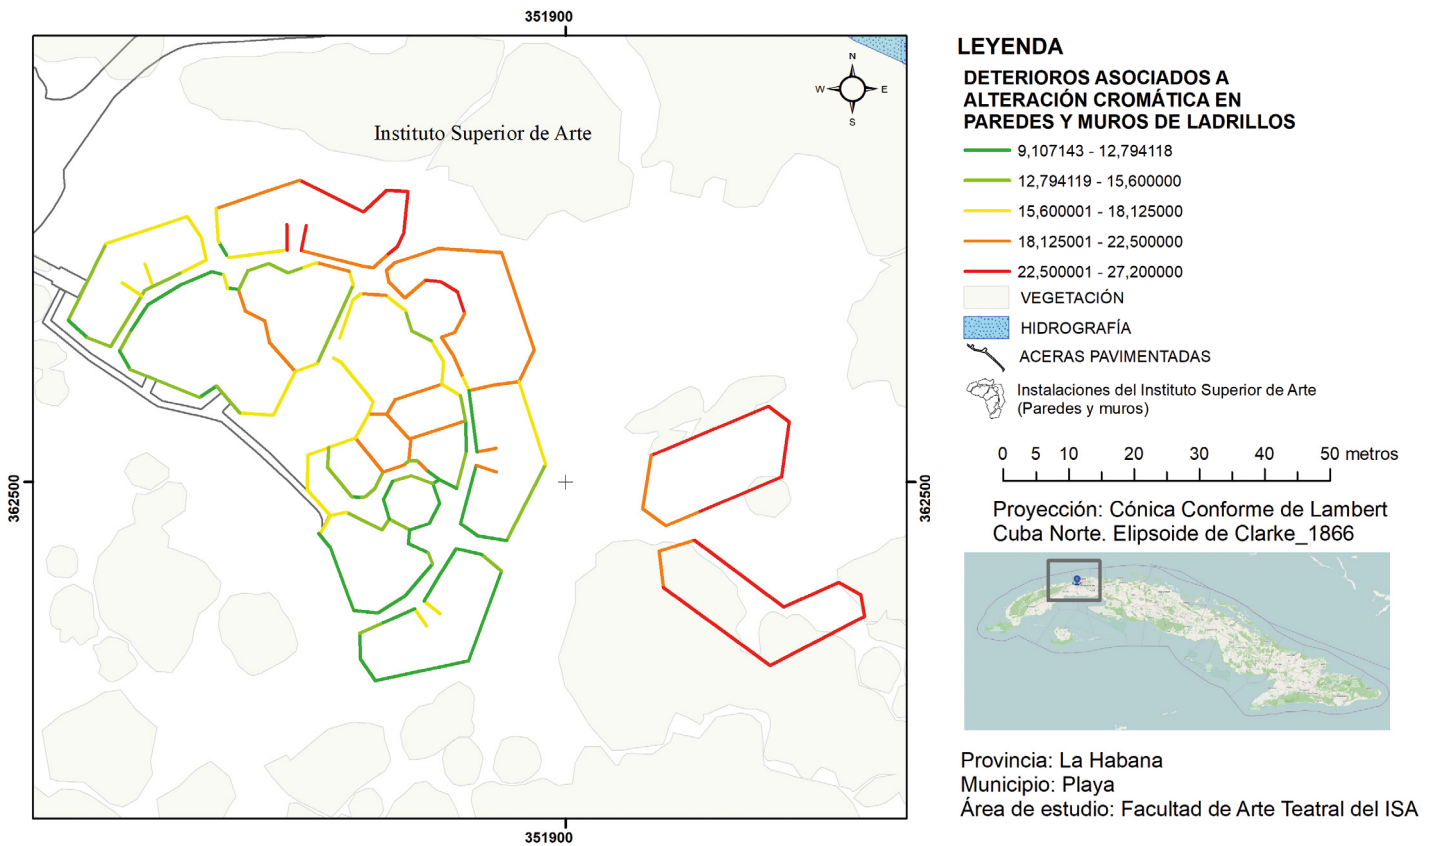 351900
Instituto Superior de Arte
N
W E
S
362500
362500
351900
LEYENDA
DETERIOROS ASOCIADOS A
ALTERACIÓN CROMÁTICA EN
PAREDES Y MUROS DE LADRILLOS
9,107143 - 12,794118
12,794119 - 15,600000
15,600001 - 18,125000
18,125001 - 22,500000
22,500001 - 27,200000
VEGETACIÓN
HIDROGRAFÍA
ACERAS PAVIMENTADAS
Instalaciones del Instituto Superior de Arte
(Paredes y muros)
0 5 10 20 30 40 50 metros
Proyección: Cónica Conforme de Lambert
Cuba Norte. Elipsoide de Clarke_1866
Provincia: La Habana
Municipio: Playa
Área de estudio: Facultad de Arte Teatral del ISA